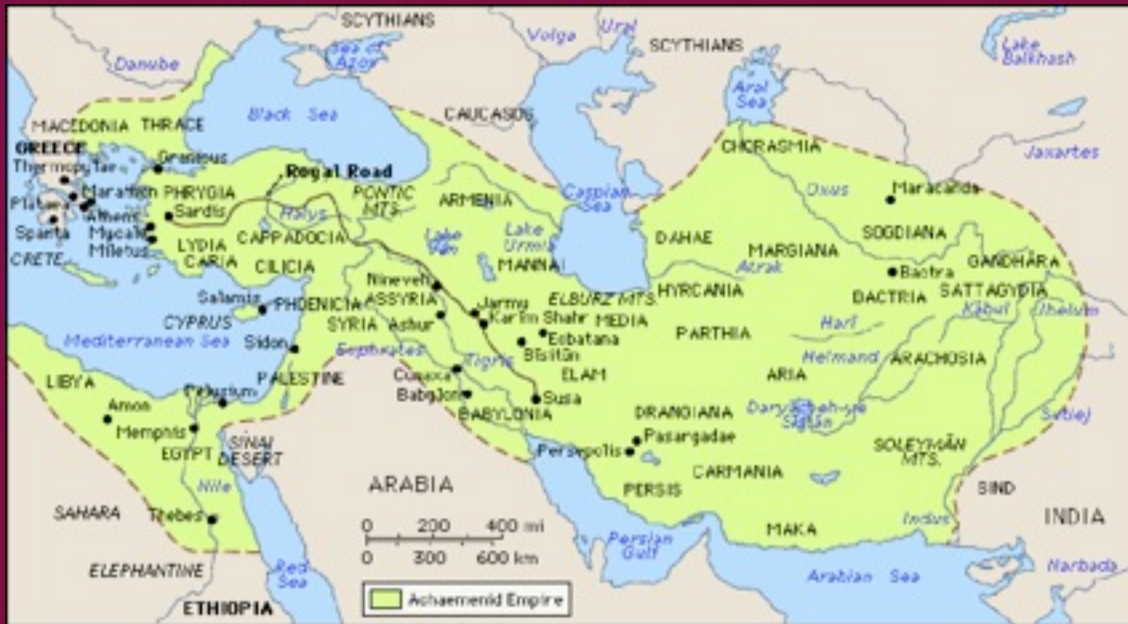 SCYTHIANS
Volga
Ural
SCYTHIANS
Lake
Balkhash
Danube
Sea of
Azov
Aral
Sea
Black Sea
CAUCASUS
MACEDONIA
THRACE
CHORASMIA
Jaxartes
GREECE
Granicus
Thermopylae
Royal Road
Oxus
Maracanda
Marathon
PHRYGIA
PONTIC
MTS.
ARMENIA
Caspian
Sea
Plataea
Athens
Sardis
Halys
SOGDIANA
Sparta
Mycale
CAPPADOCIA
Lake
Van
Lake
Urmia
DAHAE
MARGIANA
Miletus
LYDIA
MANNAI
Atrak
Bactra
GANDHĀRA
CRETE
CARIA
CILICIA
Nineveh
HYRCANIA
BACTRIA
SATTAGYDIA
Salamis
PHOENICIA
ASSYRIA
Jarmu
ELBURZ MTS.
Kabul
Jhelum
CYPRUS
SYRIA
Ashur
Karim Shahr
MEDIA
PARTHIA
Hari
Mediterranean Sea
Sidon
Euphrates
Ecbatana
Helmand
ARACHOSIA
Tigris
Bīsitūn
LIBYA
PALESTINE
Cunaxa
ELAM
ARIA
Pelusium
Babylon
Susa
Amon
BABYLONIA
DRANGIANA
Sutlej
Memphis
SINAI
DESERT
Pasargadae
SOLEYMĀN
MTS.
EGYPT
Persepolis
CARMANIA
Nile
ARABIA
PERSIS
SIND
SAHARA
Thebes
0 200 400 mi
MAKA
Indus
INDIA
0 300 600 km
Persian
Gulf
ELEPHANTINE
Red
Sea
Arabian Sea
Narbada
ETHIOPIA
Achaemenid Empire